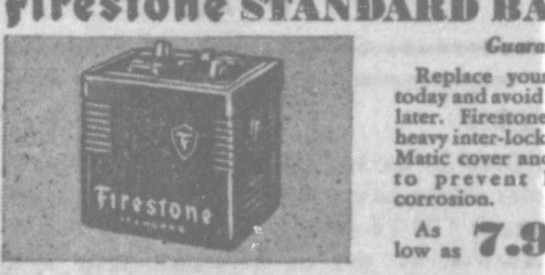 Firestone STANDARD BA
Guara
Replace your
today and avoid
later. Firestone
heavy inter-lock
Matic cover and
to prevent
corrosion.
As
low as 7.9
F
Firestone
STANDARD